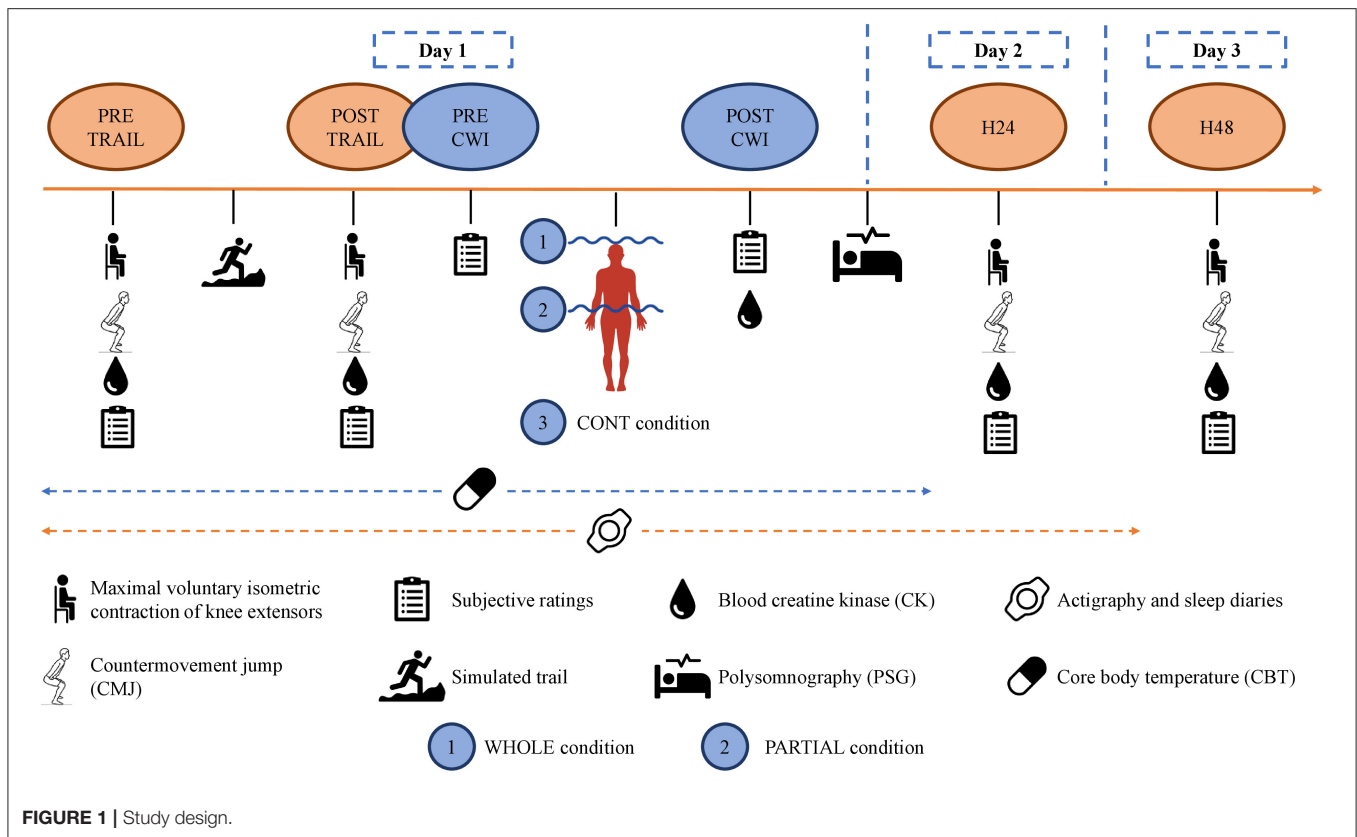 Day 1
Day 2
Day 3
PRE
TRAIL
POST
TRAIL
PRE
CWI
POST
CWI
H24
H48
1
2
3 CONT condition
Maximal voluntary isometric
contraction of knee extensors
Subjective ratings
Blood creatine kinase (CK)
Actigraphy and sleep diaries
Countermovement jump
(CMJ)
Simulated trail
Polysomnography (PSG)
Core body temperature (CBT)
1 WHOLE condition
2 PARTIAL condition
FIGURE 1 | Study design.